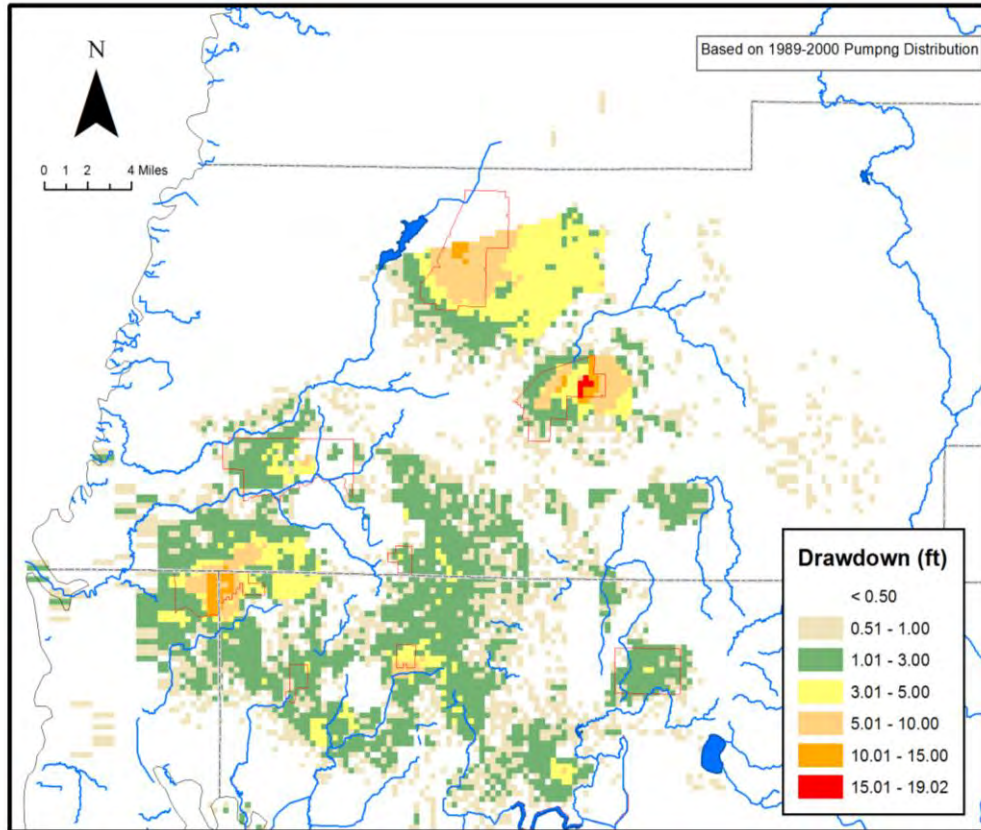 Based on 1989-2000 Pumpng Distribution
N
0 1 2 4 Miles
Drawdown (ft)
< 0.50
0.51 - 1.00
1.01 - 3.00
3.01 - 5.00
5.01 - 10.00
10.01 - 15.00
15.01 - 19.02